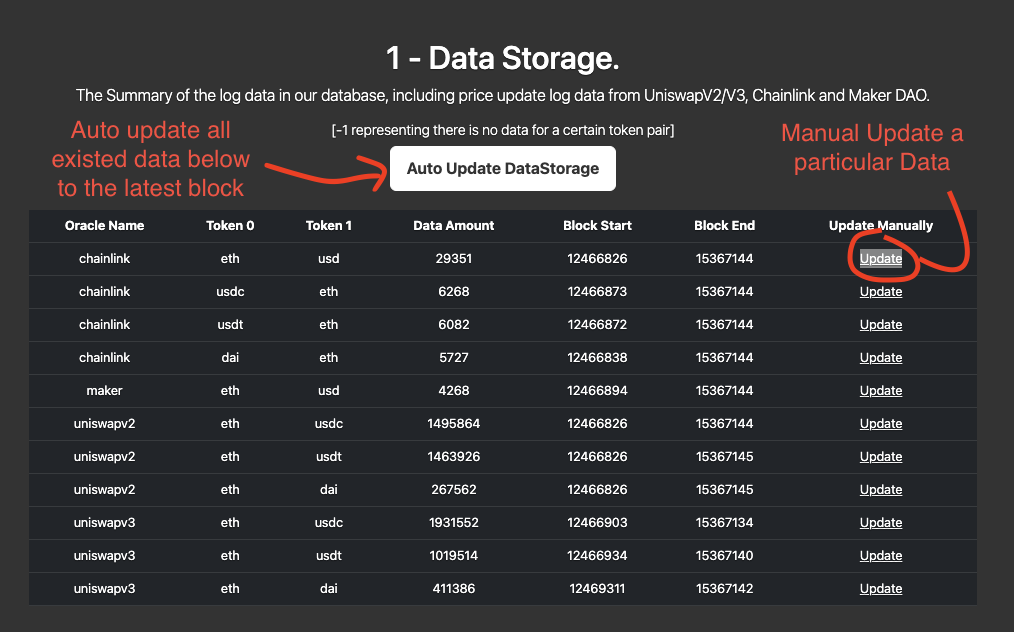 1 - Data Storage.
The Summary of the log data in our database, including price update log data from UniswapV2/V3, Chainlink and Maker DAO.
Auto update all
existed data below
to the latest block
[-1 representing there is no data for a certain token pair]
Manual Update a
particular Data
Auto Update DataStorage
Oracle Name Token 0 Token 1 Data Amount Block Start Block End Update Manually
chainlink eth usd 29351 12466826 15367144 Update
chainlink usdc eth 6268 12466873 15367144 Update
chainlink usdt eth 6082 12466872 15367144 Update
chainlink dai eth 5727 12466838 15367144 Update
maker eth usd 4268 12466894 15367144 Update
uniswapv2 eth usdc 1495864 12466826 15367144 Update
uniswapv2 eth usdt 1463926 12466826 15367145 Update
uniswapv2 eth dai 267562 12466826 15367145 Update
uniswapv3 eth usdc 1931552 12466903 15367134 Update
uniswapv3 eth usdt 1019514 12466934 15367140 Update
uniswapv3 eth dai 411386 12469311 15367142 Update